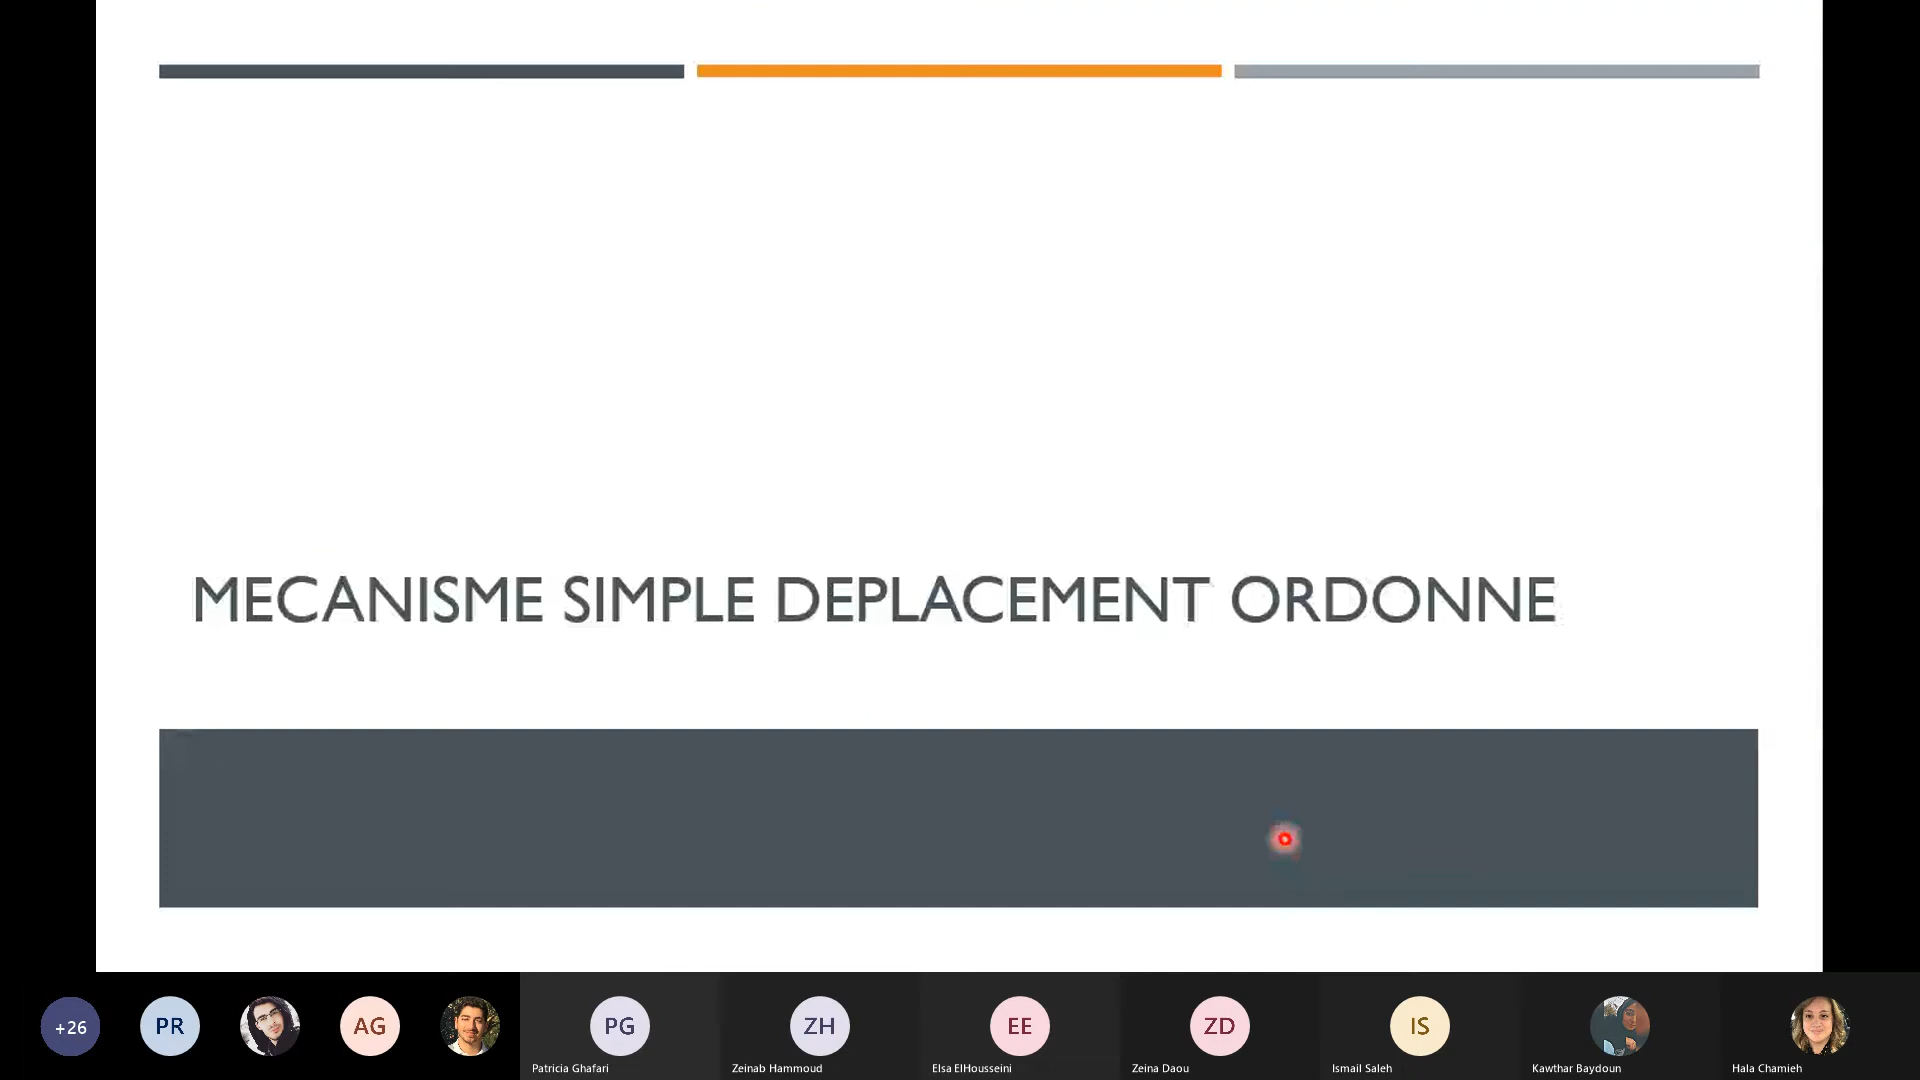 MECANISME SIMPLE DEPLACEMENT ORDONNE
+26
PR
AG
PG
ZH
EE
ZD
IS
Patricia Ghafari
Zeinab Hammoud
Elsa ElHousseini
Zeina Daou
Ismail Saleh
Kawthar Baydoun
Hala Chamieh